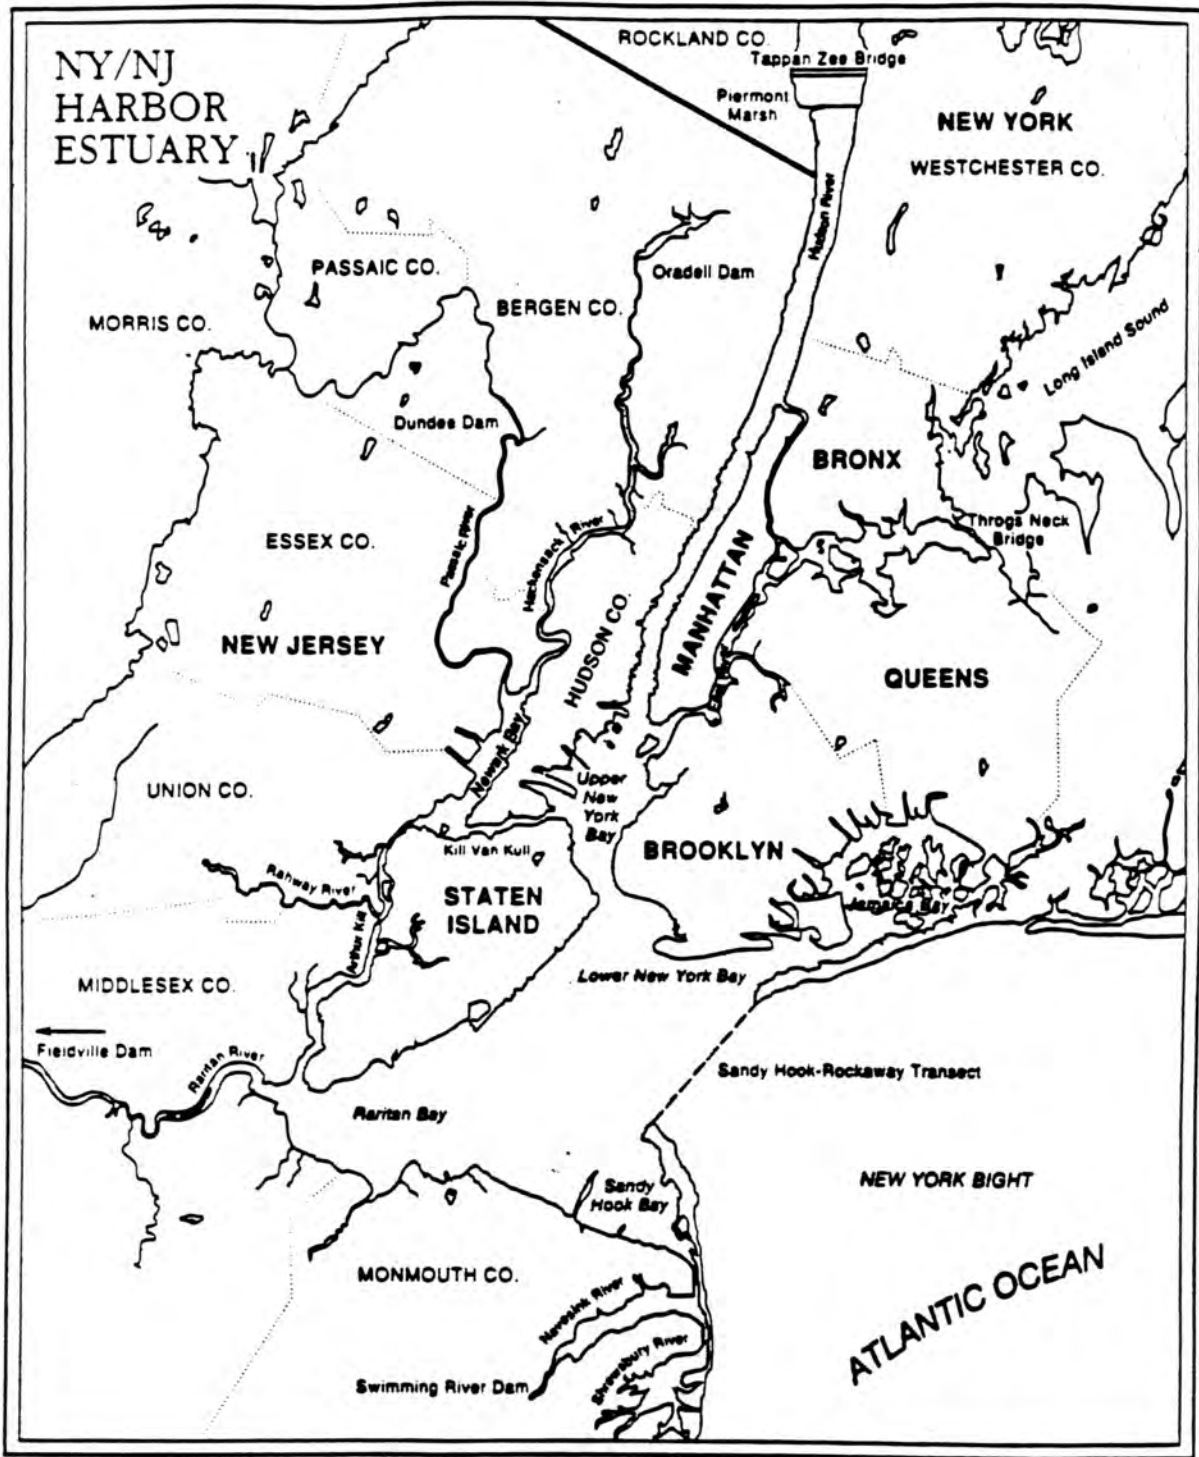 NY/NJ
HARBOR
ESTUARY
ROCKLAND CO.
Tappan Zee Bridge
Piermont
Marsh
NEW YORK
WESTCHESTER CO.
Hudson River
PASSAIC CO.
Oradell Dam
BERGEN CO.
MORRIS CO.
Long Island Sound
Dundee Dam
BRONX
Throgs Neck
Bridge
Passaic River
Hackensack River
ESSEX CO.
MANHATTAN
NEW JERSEY
HUDSON CO.
QUEENS
Newark Bay
Upper
New
York
Bay
UNION CO.
Kill Van Kull
BROOKLYN
Rahway River
STATEN
ISLAND
Jamaica Bay
Arthur Kill
Lower New York Bay
MIDDLESEX CO.
Fieldville Dam
Raritan River
Sandy Hook-Rockaway Transect
Raritan Bay
Sandy
Hook Bay
NEW YORK BIGHT
MONMOUTH CO.
ATLANTIC OCEAN
Navesink River
Shrewsbury River
Swimming River Dam